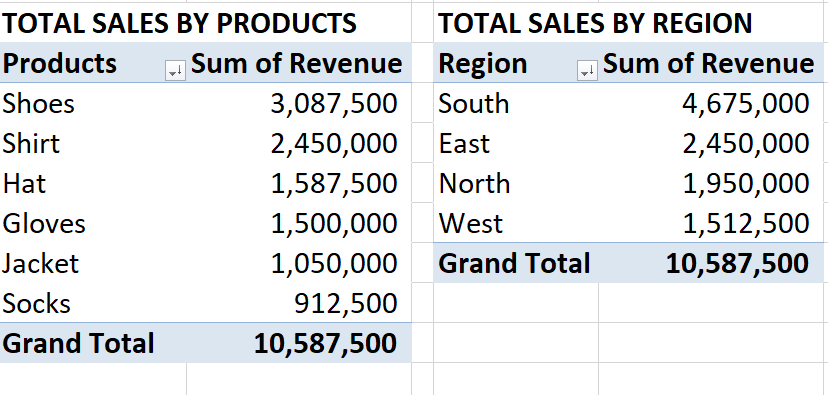 TOTAL SALES BY PRODUCTS
Products Sum of Revenue
Shoes 3,087,500
Shirt 2,450,000
Hat 1,587,500
Gloves 1,500,000
Jacket 1,050,000
Socks 912,500
Grand Total 10,587,500
TOTAL SALES BY REGION
Region Sum of Revenue
South 4,675,000
East 2,450,000
North 1,950,000
West 1,512,500
Grand Total 10,587,500